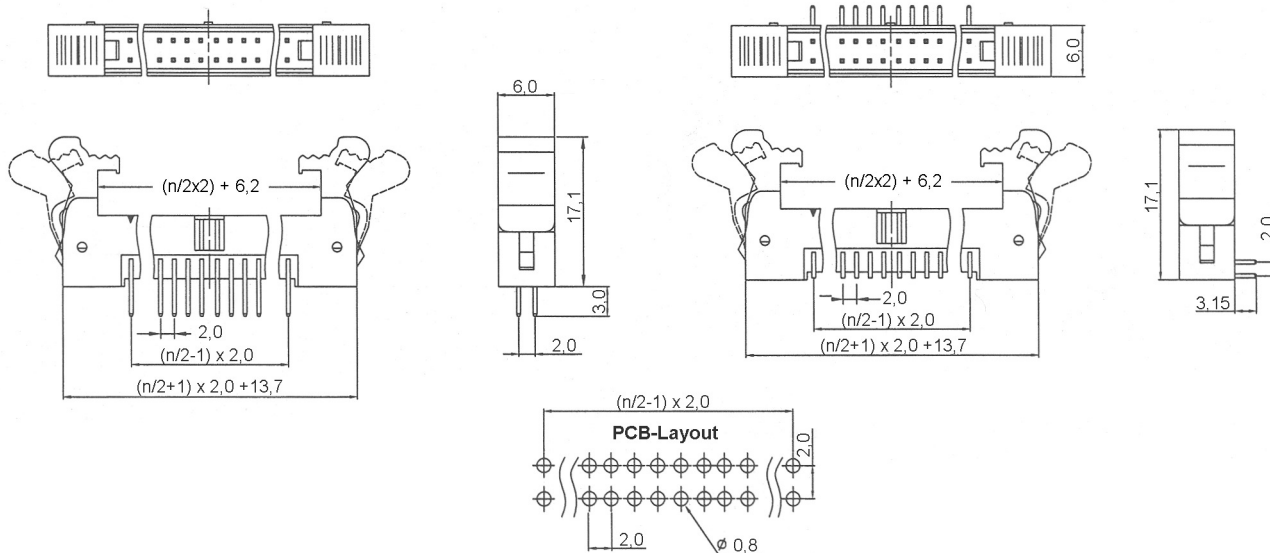 6,0
6,0
(n/2x2) + 6,2
17,1
3,0
2,0
2,0
(n/2-1) x 2,0
(n/2+1) x 2,0 +13,7
(n/2x2) + 6,2
17,1
2,0
3,15
2,0
(n/2-1) x 2,0
(n/2+1) x 2,0 +13,7
(n/2-1) x 2,0
PCB-Layout
2,0
2,0
Ø 0,8